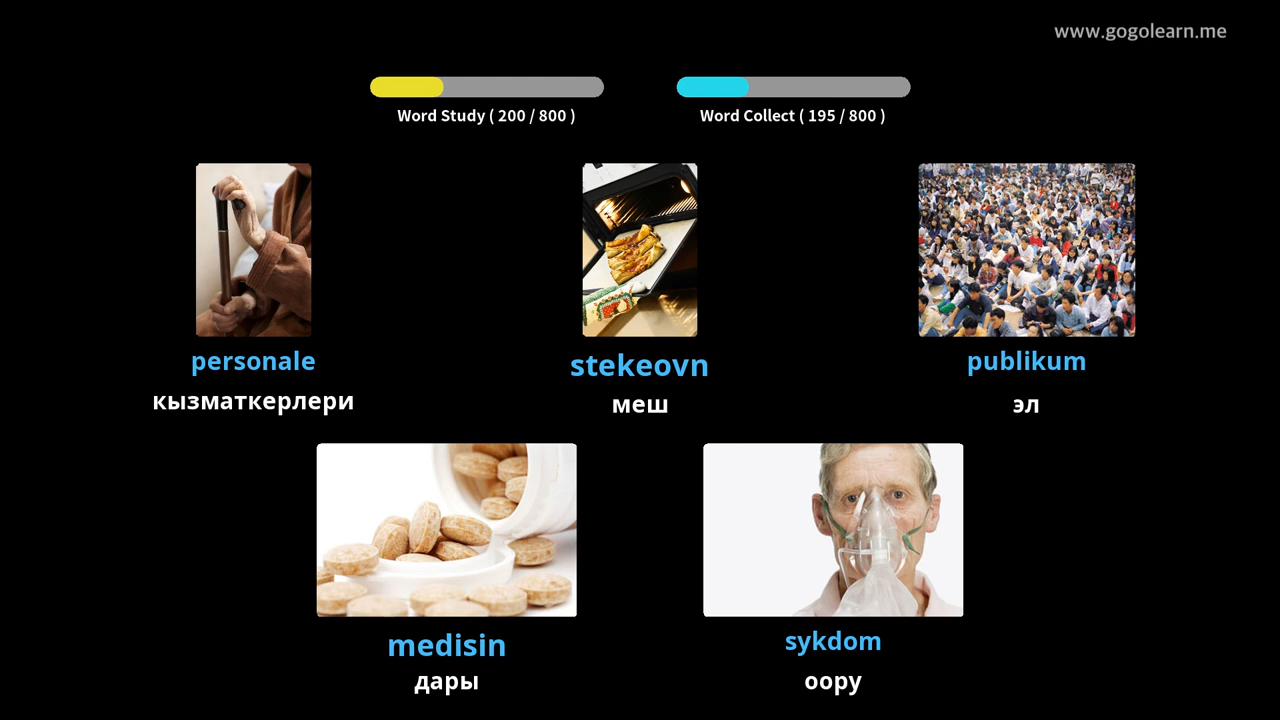 www.gogolearn.me
Word Study ( 200 / 800 )
Word Collect ( 195 / 800 )
personale
кызматкерлери
stekeovn
меш
publikum
эл
medisin
дары
sykdom
оору